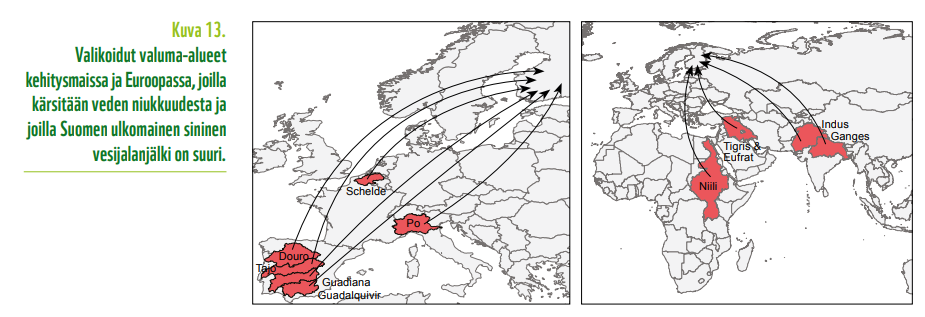 Kuva 13.
Valikoidut valuma-alueet
kehitysmaissa ja Euroopassa, joilla
kärsitään veden niukkuudesta ja
joilla Suomen ulkomainen sininen
vesijalanjälki on suuri.
Schelde
Po
Douro
Tajo
Guadiana
Guadalquivir
Indus
Ganges
Tigris &
Eufrat
Niili